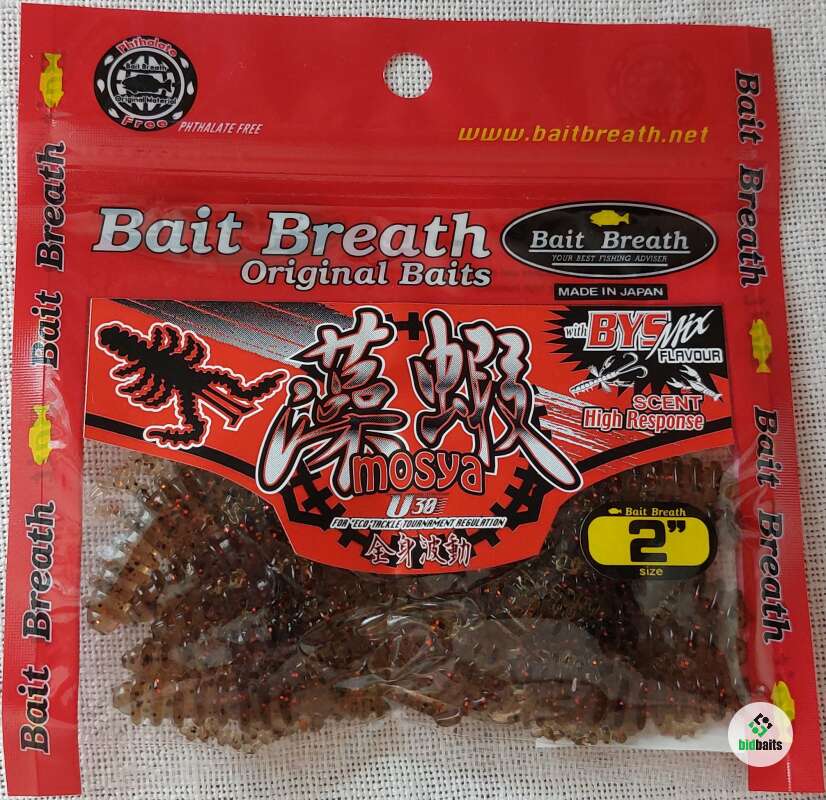 Phthalate
Bait Breath
Original Material
Free
PHTHALATE FREE
www.baitbreath.net
Bait Breath
Original Baits
Bait Breath
YOUR BEST FISHING ADVISER
MADE IN JAPAN
with BYS Mix
FLAVOUR
SCENT
High Response
藻蝦
mosya
U30
FOR "ECO" TACKLE TOURNAMENT REGULATION
全身波動
Bait Breath
2"
size
Bait Breath
Bait Breath
Bait Breath
Bait Breath
Bait Breath
bidbaits